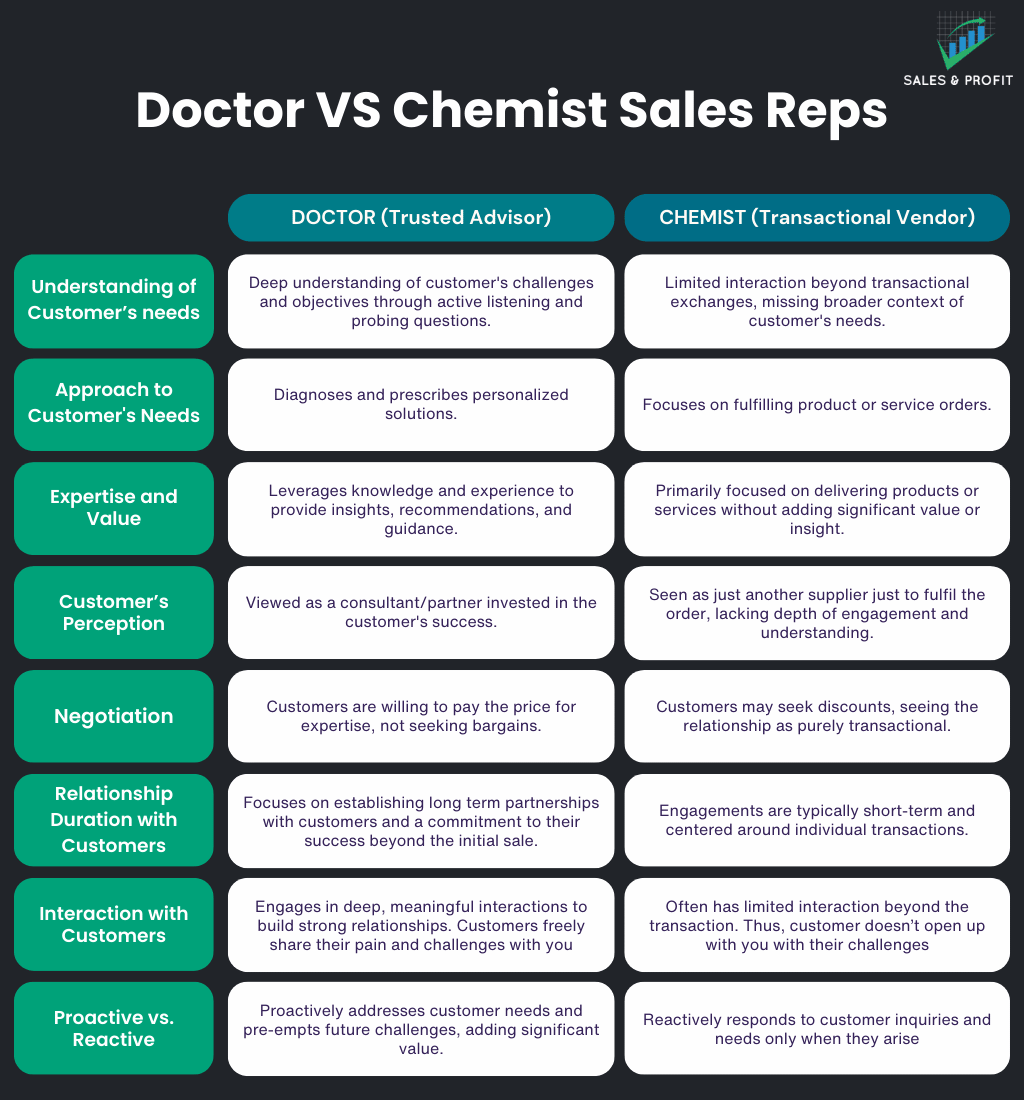 SALES & PROFIT
Doctor VS Chemist Sales Reps
DOCTOR (Trusted Advisor)
CHEMIST (Transactional Vendor)
Understanding of
Customer’s needs
Deep understanding of customer's challenges
and objectives through active listening and
probing questions.
Limited interaction beyond transactional
exchanges, missing broader context of
customer's needs.
Approach to
Customer's Needs
Diagnoses and prescribes personalized
solutions.
Focuses on fulfilling product or service orders.
Expertise and
Value
Leverages knowledge and experience to
provide insights, recommendations, and
guidance.
Primarily focused on delivering products or
services without adding significant value or
insight.
Customer’s
Perception
Viewed as a consultant/partner invested in the
customer's success.
Seen as just another supplier just to fulfil the
order, lacking depth of engagement and
understanding.
Negotiation
Customers are willing to pay the price for
expertise, not seeking bargains.
Customers may seek discounts, seeing the
relationship as purely transactional.
Relationship
Duration with
Customers
Focuses on establishing long term partnerships
with customers and a commitment to their
success beyond the initial sale.
Engagements are typically short-term and
centered around individual transactions.
Interaction with
Customers
Engages in deep, meaningful interactions to
build strong relationships. Customers freely
share their pain and challenges with you
Often has limited interaction beyond the
transaction. Thus, customer doesn’t open up
with you with their challenges
Proactive vs.
Reactive
Proactively addresses customer needs and
pre-empts future challenges, adding significant
value.
Reactively responds to customer inquiries and
needs only when they arise